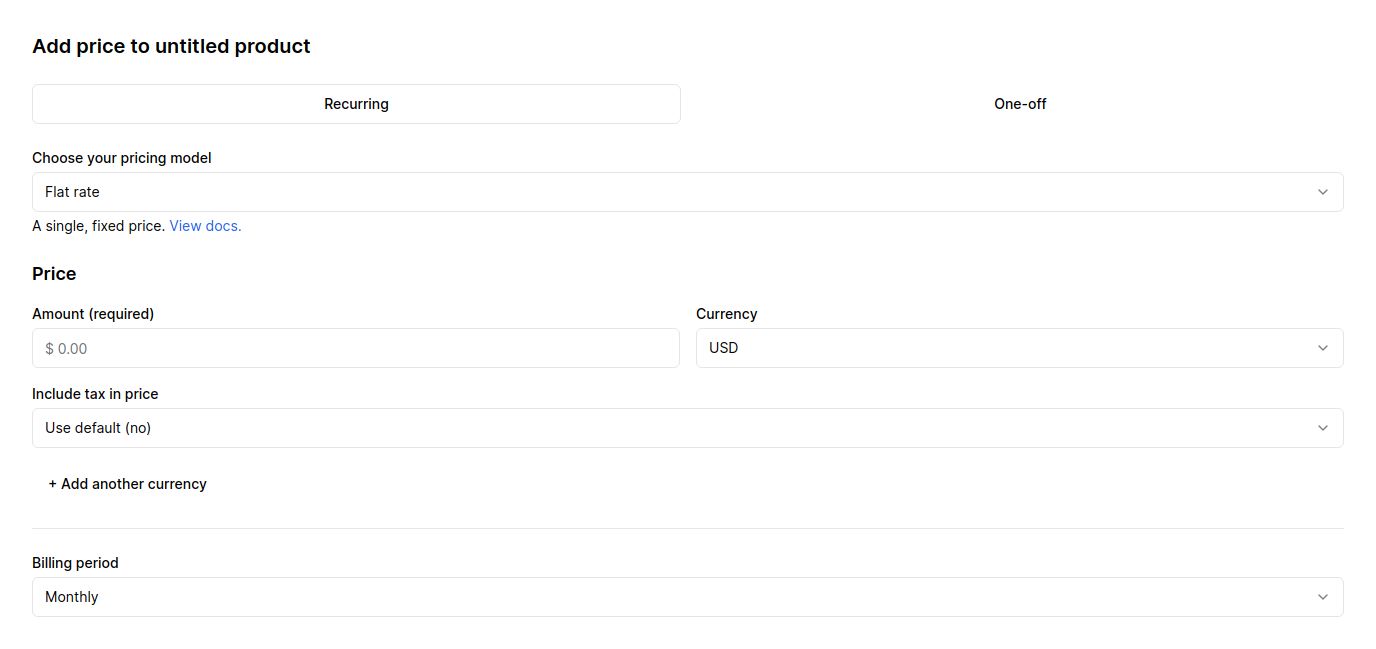 Add price to untitled product
Recurring
One-off
Choose your pricing model
Flat rate
A single, fixed price. View docs.
Price
Amount (required)
Currency
$ 0.00
USD
Include tax in price
Use default (no)
+ Add another currency
Billing period
Monthly